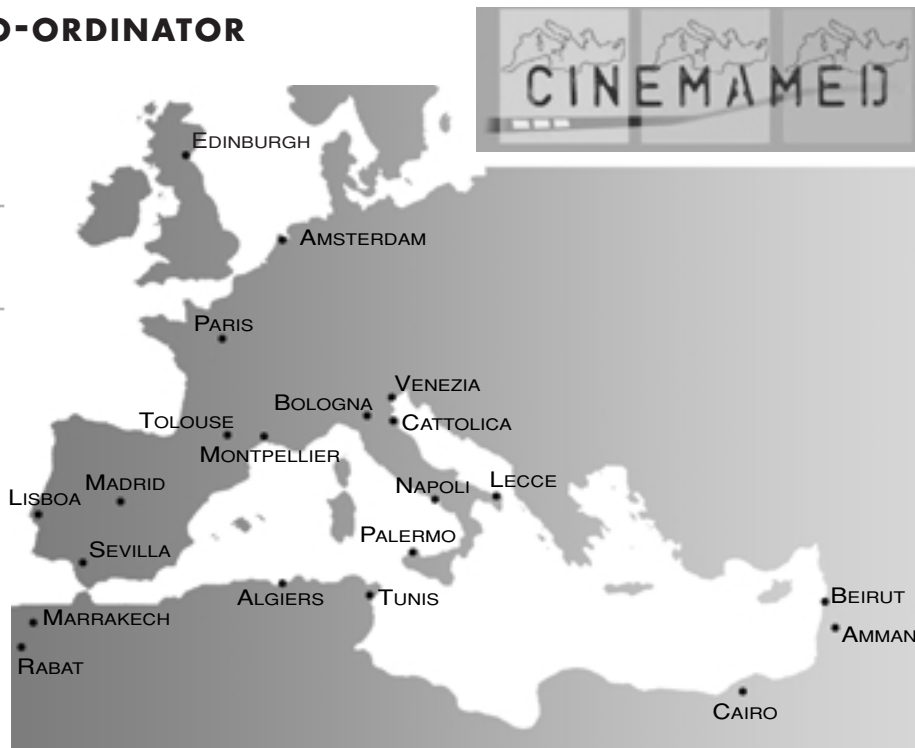 O-ORDINATOR
CINEMAMED
EDINBURGH
AMSTERDAM
PARIS
VENEZIA
BOLOGNA
CATTOLICA
TOLOUSE
MONTPELLIER
MADRID
LISBOA
NAPOLI
LECCE
PALERMO
SEVILLA
ALGIERS
TUNIS
BEIRUT
MARRAKECH
AMMAN
RABAT
CAIRO